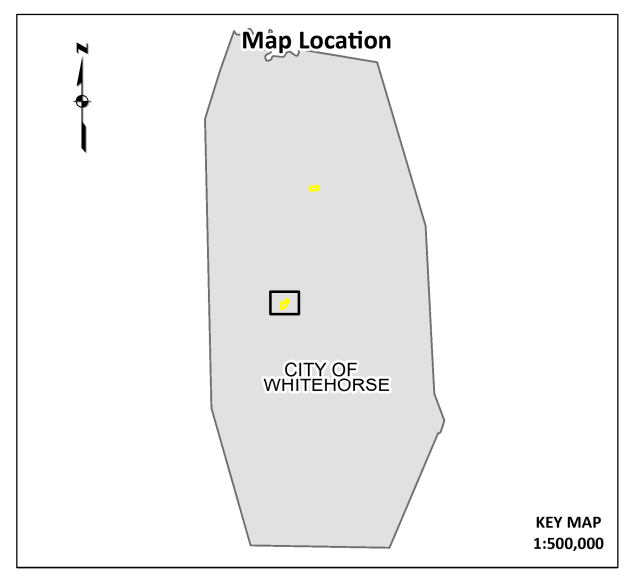 Map Location
N
CITY OF
WHITEHORSE
KEY MAP
1:500,000